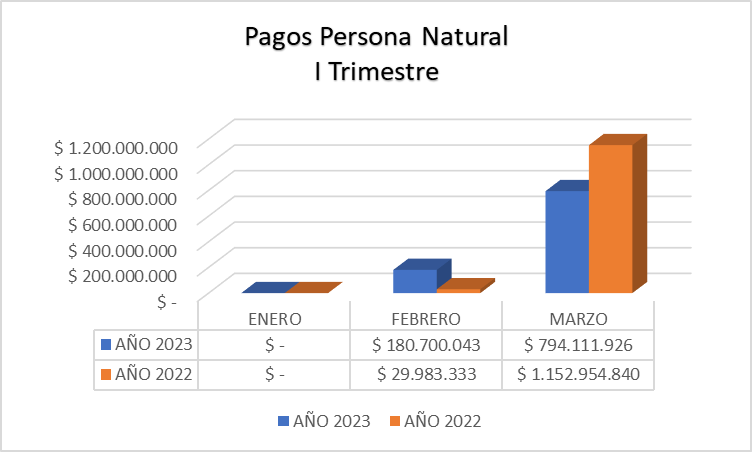 Pagos Persona Natural
I Trimestre
$ 1.200.000.000
$ 1.000.000.000
$ 800.000.000
$ 600.000.000
$ 400.000.000
$ 200.000.000
$ -
ENERO FEBRERO MARZO
AÑO 2023 $ - $ 180.700.043 $ 794.111.926
AÑO 2022 $ - $ 29.983.333 $ 1.152.954.840
AÑO 2023 AÑO 2022